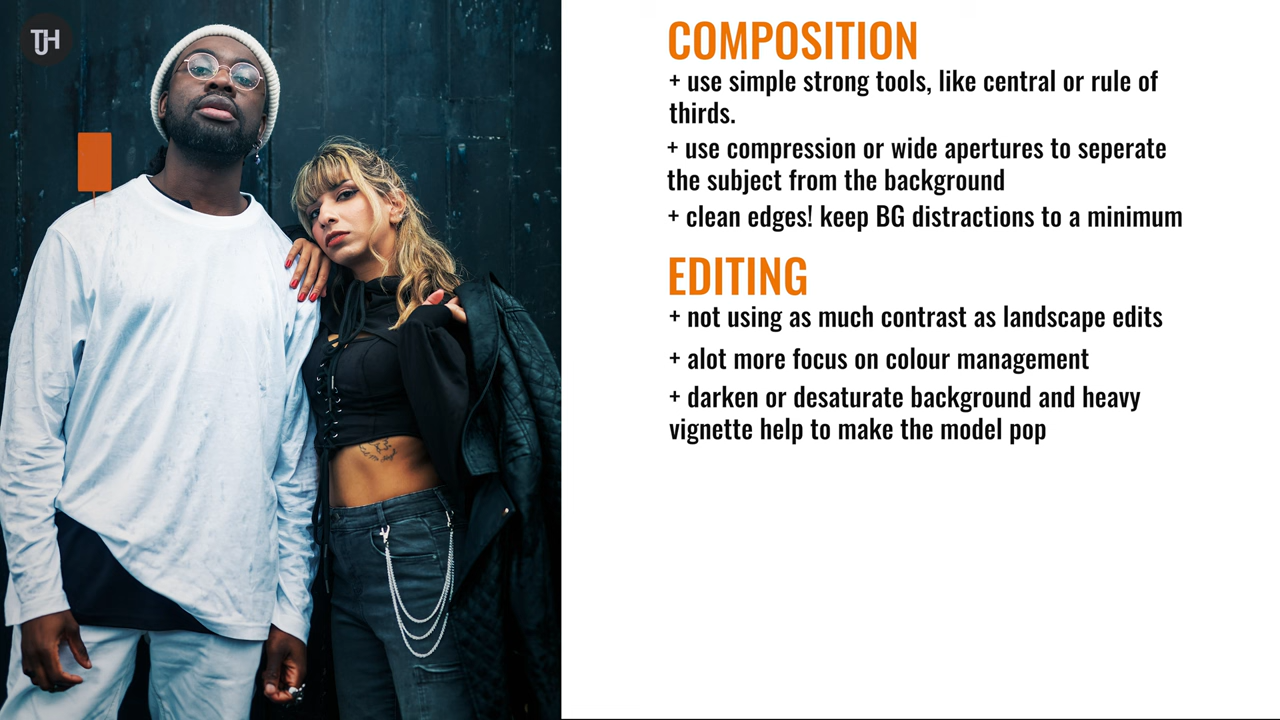 TJH
COMPOSITION
+ use simple strong tools, like central or rule of
thirds.
+ use compression or wide apertures to seperate
the subject from the background
+ clean edges! keep BG distractions to a minimum
EDITING
+ not using as much contrast as landscape edits
+ alot more focus on colour management
+ darken or desaturate background and heavy
vignette help to make the model pop